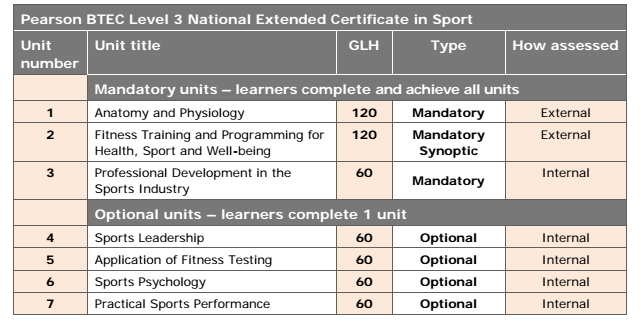 Pearson BTEC Level 3 National Extended Certificate in Sport
Unit number Unit title GLH Type How assessed
Mandatory units – learners complete and achieve all units
1 Anatomy and Physiology 120 Mandatory External
2 Fitness Training and Programming for 120 Mandatory External
Health, Sport and Well-being Synoptic
3 Professional Development in the 60 Mandatory Internal
Sports Industry
Optional units – learners complete 1 unit
4 Sports Leadership 60 Optional Internal
5 Application of Fitness Testing 60 Optional Internal
6 Sports Psychology 60 Optional Internal
7 Practical Sports Performance 60 Optional Internal